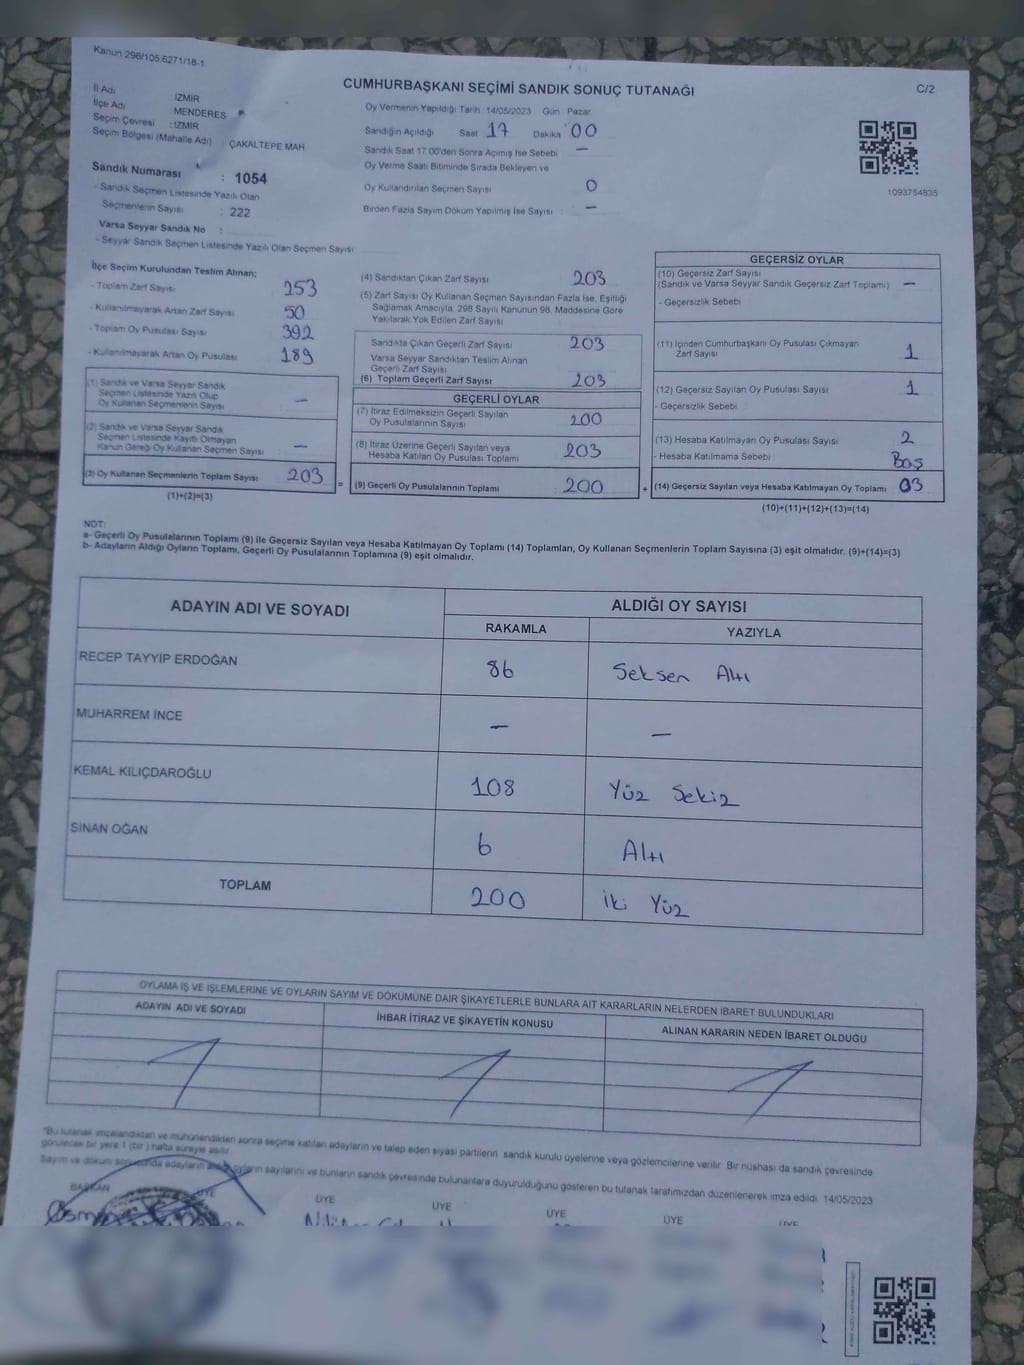 Kanun.298/105,6271/18-1
CUMHURBAŞKANI SEÇİMİ SANDIK SONUÇ TUTANAĞI
C/2
İl Adı İZMİR
İlçe Adı MENDERES
Seçim Çevresi : İZMİR
Seçim Bölgesi (Mahalle Adı) : ÇAKALTEPE MAH
Sandık Numarası : 1054
- Sandık Seçmen Listesinde Yazılı Olan
Seçmenlerin Sayısı : 222
Varsa Seyyar Sandık No :
- Seyyar Sandık Seçmen Listesinde Yazılı Olan Seçmen Sayısı
Oy Vermenin Yapıldığı Tarih: 14/05/2023 Gün : Pazar
Sandığın Açıldığı Saat 17 Dakika 00
Sandık Saat 17:00'den Sonra Açımış İse Sebebi —
Oy Verme Saati Bitiminde Sırada Bekleyen ve
Oy Kullandırılan Seçmen Sayısı 0
Birden Fazla Sayım Döküm Yapılmış İse Sayısı : —
1093754835
İlçe Seçim Kurulundan Teslim Alınan;
- Toplam Zarf Sayısı 253
- Kullanılmayarak Artan Zarf Sayısı 50
- Toplam Oy Pusulası Sayısı 392
- Kullanılmayarak Artan Oy Pusulası 189
(1) Sandık ve Varsa Seyyar Sandık
Seçmen Listesinde Yazılı Olup
Oy Kullanan Seçmenlerin Sayısı —
(2) Sandık ve Varsa Seyyar Sandık
Seçmen Listesinde Kayıtlı Olmayan
Kanun Gereği Oy Kullanan Seçmen Sayısı —
(3) Oy Kullanan Seçmenlerin Toplam Sayısı 203
(1)+(2)=(3)
=
(4) Sandıktan Çıkan Zarf Sayısı 203
(5) Zarf Sayısı Oy Kullanan Seçmen Sayısından Fazla İse, Eşitliği
Sağlamak Amacıyla, 298 Sayılı Kanunun 98. Maddesine Göre
Yakılarak Yok Edilen Zarf Sayısı
Sandıkta Çıkan Geçerli Zarf Sayısı 203
Varsa Seyyar Sandıktan Teslim Alınan
Geçerli Zarf Sayısı
(6) Toplam Geçerli Zarf Sayısı 203
GEÇERLİ OYLAR
(7) İtiraz Edilmeksizin Geçerli Sayılan
Oy Pusulasının Sayısı 200
(8) İtiraz Üzerine Geçerli Sayılan veya
Hesaba Katılan Oy Pusulası Toplamı 203
(9) Geçerli Oy Pusulalarının Toplamı 200
+
GEÇERSİZ OYLAR
(10) Geçersiz Zarf Sayısı
(Sandık ve Varsa Seyyar Sandık Geçersiz Zarf Toplamı) —
- Geçersizlik Sebebi
(11) İçinden Cumhurbaşkanı Oy Pusulası Çıkmayan
Zarf Sayısı 1
(12) Geçersiz Sayılan Oy Pusulası Sayısı 1
- Geçersizlik Sebebi
(13) Hesaba Katılmayan Oy Pusulası Sayısı 2
- Hesaba Katılmama Sebebi Boş
(14) Geçersiz Sayılan veya Hesaba Katılmayan Oy Toplamı 03
(10)+(11)+(12)+(13)=(14)
NOT:
a- Geçerli Oy Pusulalarının Toplamı (9) ile Geçersiz Sayılan veya Hesaba Katılmayan Oy Toplamı (14) Toplamları, Oy Kullanan Seçmenlerin Toplam Sayısına (3) eşit olmalıdır. (9)+(14)=(3)
b- Adayların Aldığı Oyların Toplamı, Geçerli Oy Pusulalarının Toplamına (9) eşit olmalıdır.
ADAYIN ADI VE SOYADI
ALDIĞI OY SAYISI
RAKAMLA YAZIYLA
RECEP TAYYİP ERDOĞAN 86 Seksen Altı
MUHARREM İNCE — —
KEMAL KILIÇDAROĞLU 108 Yüz Sekiz
SİNAN OĞAN 6 Altı
TOPLAM 200 İki Yüz
OYLAMA İŞ VE İŞLEMLERİNE VE OYLARIN SAYIM VE DÖKÜMÜNE DAİR ŞİKAYETLERLE BUNLARA AİT KARARLARIN NELERDEN İBARET BULUNDUKLARI
ADAYIN ADI VE SOYADI
İHBAR İTİRAZ VE ŞİKAYETİN KONUSU
ALINAN KARARIN NEDEN İBARET OLDUĞU
"Bu tutanak imzalandıktan ve mühürlendikten sonra seçime katılan adayların ve talep eden siyasi partilerin sandık kurulu üyelerine veya gözlemcilerine verilir. Bir nüshası da sandık çevresinde
görülecek bir yere 1 (bir ) hafta süreyle asılır.
Sayım ve döküm sonucunda adayların aldığı oyların sayılarını ve bunların sandık çevresinde bulunanlara duyurulduğunu gösteren bu tutanak tarafımızdan düzenlenerek imza edildi. 14/05/2023
BAŞKAN ÜYE ÜYE ÜYE ÜYE ÜYE ÜYE